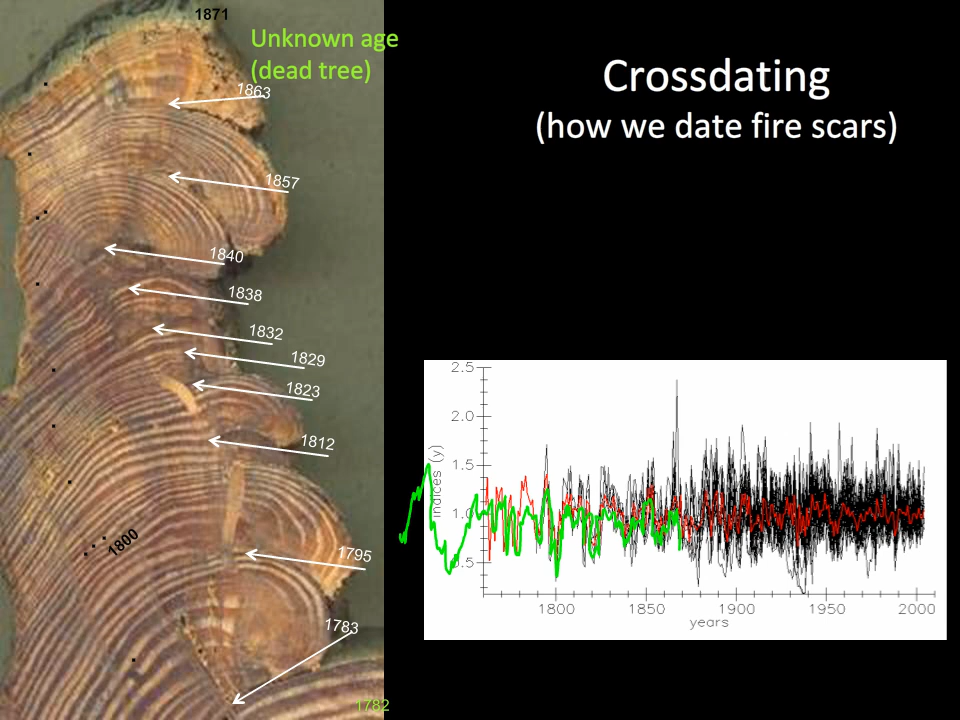 1871
Unknown age
(dead tree)
1863
1857
1840
1838
1832
1829
1823
1812
1800
1795
1783
1782
Crossdating
(how we date fire scars)
2.5
2.0
1.5
1.0
.5
indices (y)
1800 1850 1900 1950 2000
years